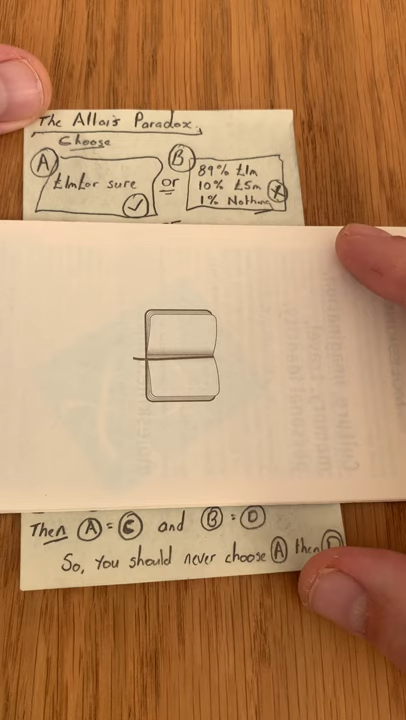 The Allais Paradox
Choose
A £1m for sure
or
B 89% £1m
10% £5m
1% Nothing
Then A = C and B = D
So, you should never choose A then